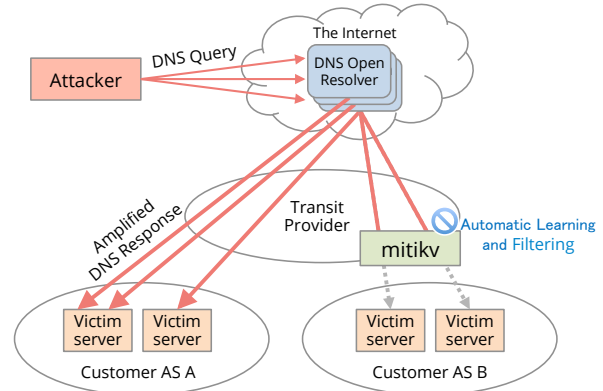 The Internet
DNS Query
DNS Open
Resolver
Attacker
Amplified
DNS Response
Transit
Provider
Automatic Learning
and Filtering
mitikv
Victim
server
Victim
server
Victim
server
Victim
server
Customer AS A
Customer AS B